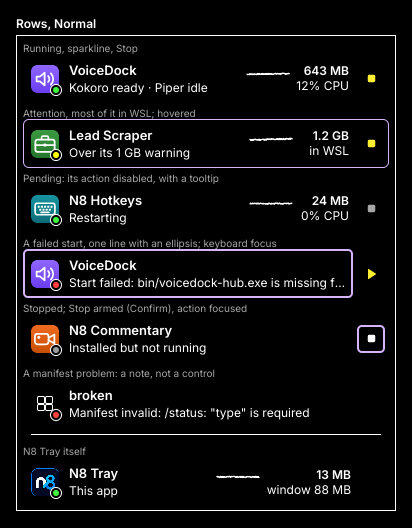 Rows, Normal
Running, sparkline, Stop
VoiceDock 643 MB
Kokoro ready · Piper idle 12% CPU
Attention, most of it in WSL; hovered
Lead Scraper 1.2 GB
Over its 1 GB warning in WSL
Pending: its action disabled, with a tooltip
N8 Hotkeys 24 MB
Restarting 0% CPU
A failed start, one line with an ellipsis; keyboard focus
VoiceDock
Start failed: bin/voicedock-hub.exe is missing f…
Stopped; Stop armed (Confirm), action focused
N8 Commentary
Installed but not running
A manifest problem: a note, not a control
broken
Manifest invalid: /status: "type" is required
N8 Tray itself
n8
N8 Tray 13 MB
This app window 88 MB